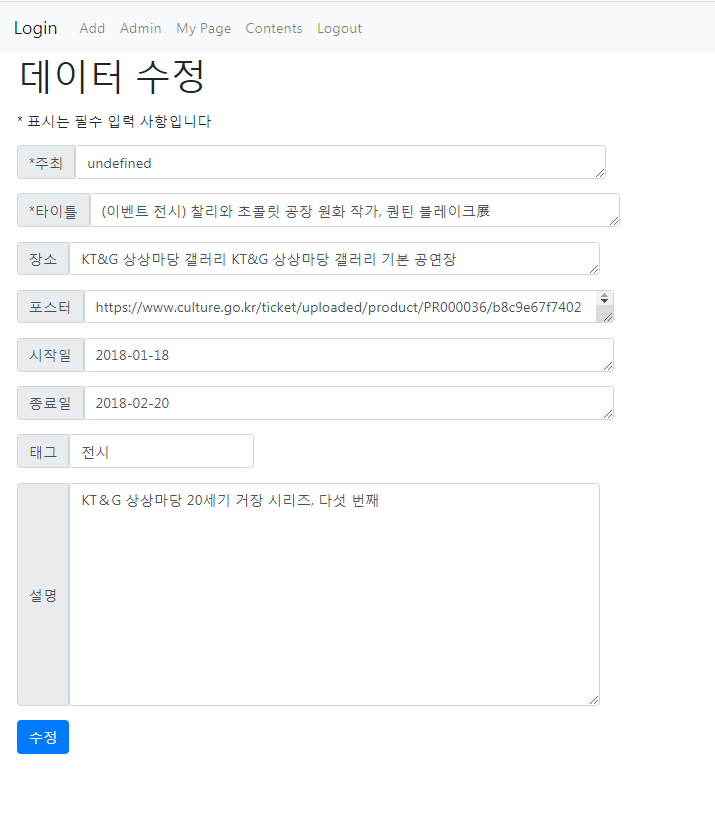 Login Add Admin My Page Contents Logout
데이터 수정
* 표시는 필수 입력 사항입니다
*주최 undefined
*타이틀 (이벤트 전시) 찰리와 초콜릿 공장 원화 작가, 퀀틴 블레이크展
장소 KT&G 상상마당 갤러리 KT&G 상상마당 갤러리 기본 공연장
포스터 https://www.culture.go.kr/ticket/uploaded/product/PR000036/b8c9e67f7402
시작일 2018-01-18
종료일 2018-02-20
태그 전시
설명 KT&G 상상마당 20세기 거장 시리즈, 다섯 번째
수정